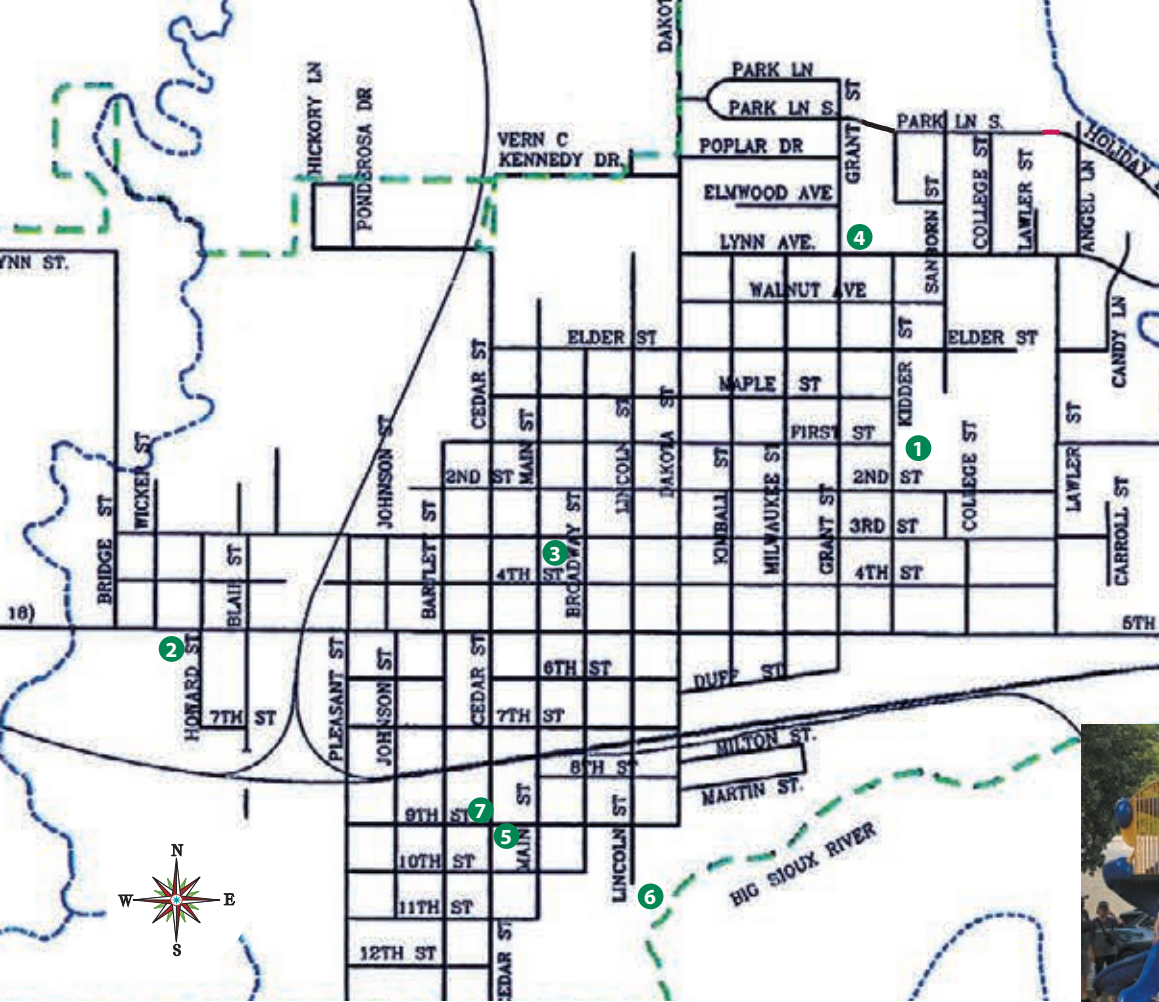 DAKOT
PARK LN
ST
HICKORY LN
PONDEROSA DR
PARK LN S.
PARK LN S.
GRANT
VERN C
KENNEDY DR.
POPLAR DR
HOLIDAY
ELMWOOD AVE
SANBORN ST
COLLEGE ST
LAWLER ST
ANGEL LN
4
LYNN AVE.
YNN ST.
WALNUT AVE
ELDER ST
ELDER ST
CANDY LN
CEDAR ST
MAPLE ST
KIDDER ST
MAIN ST
LINCOLN ST
DAKOTA ST
FIRST ST
1
JOHNSON ST
WICKER ST
2ND ST
2ND ST
KIMBALL ST
MILWAUKEE ST
GRANT ST
COLLEGE ST
LAWLER ST
CARROLL ST
BRIDGE ST
BARTLETT ST
BROADWAY ST
3RD ST
BLAIR ST
3
4TH ST
4TH ST
18)
5TH
2
HOWARD ST
PLEASANT ST
JOHNSON ST
CEDAR ST
6TH ST
DUFF ST
7TH ST
7TH ST
MILTON ST.
8TH ST
MARTIN ST.
MAIN ST
LINCOLN ST
9TH ST
7
5
10TH ST
BIG SIOUX RIVER
6
11TH ST
N
W E
S
12TH ST
CEDAR ST